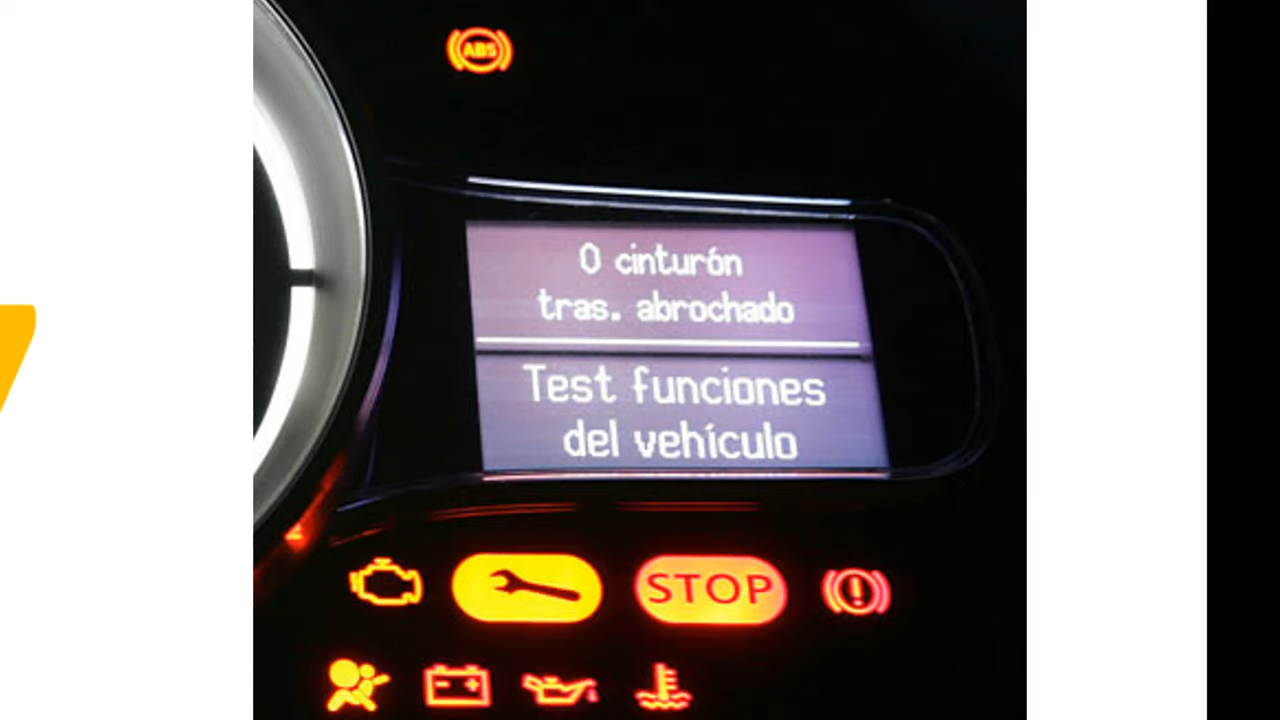 ABS
0 cinturón
tras. abrochado
Test funciones
del vehículo
STOP